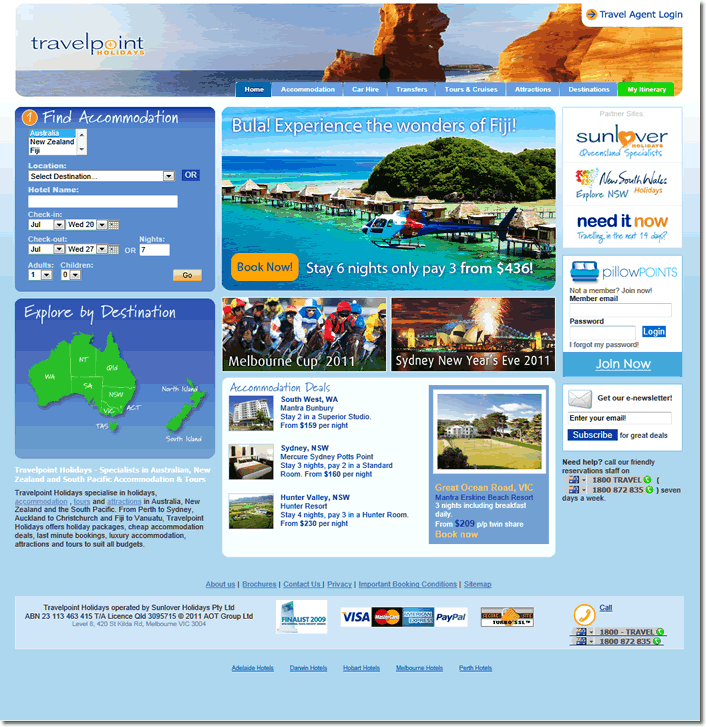 Travel Agent Login
travelpoint
HOLIDAYS
Home
Accommodation
Car Hire
Transfers
Tours & Cruises
Attractions
Destinations
My Itinerary
1 Find Accommodation
Australia
New Zealand
Fiji
Location:
Select Destination... OR
Hotel Name:
Check-in:
Jul Wed 20
Check-out: Nights:
Jul Wed 27 OR 7
Adults: Children:
1 0 Go
Bula! Experience the wonders of Fiji!
Book Now! Stay 6 nights only pay 3 from $436!
Partner Sites
sunlover
HOLIDAYS
Queensland Specialists
New South Wales
Holidays
Explore NSW
need it now
Travelling in the next 14 days?
pillowPOINTS
Not a member? Join now!
Member email
Password
Login
I forgot my password!
Join Now
Explore by Destination
WA
NT
Qld
SA
NSW
VIC
ACT
TAS
North Island
South Island
Melbourne Cup 2011
Sydney New Year's Eve 2011
Accommodation Deals
South West, WA
Mantra Bunbury
Stay 2 in a Superior Studio.
From $159 per night
Sydney, NSW
Mercure Sydney Potts Point
Stay 3 nights, pay 2 in a Standard
Room. From $160 per night
Hunter Valley, NSW
Hunter Resort
Stay 4 nights, pay 3 in a Hunter Room.
From $230 per night
Great Ocean Road, VIC
Mantra Erskine Beach Resort
3 nights including breakfast
daily.
From $209 p/p twin share
Book now
Get our e-newsletter!
Enter your email!
Subscribe for great deals
Need help? call our friendly
reservations staff on
1800 TRAVEL (
1800 872 835 ) seven
days a week.
Travelpoint Holidays - Specialists in Australian, New
Zealand and South Pacific Accommodation & Tours
Travelpoint Holidays specialise in holidays,
accommodation , tours and attractions in Australia, New
Zealand and the South Pacific. From Perth to Sydney,
Auckland to Christchurch and Fiji to Vanuatu, Travelpoint
Holidays offers holiday packages, cheap accommodation
deals, last minute bookings, luxury accommodation,
attractions and tours to suit all budgets.
About us | Brochures | Contact Us | Privacy | Important Booking Conditions | Sitemap
Travelpoint Holidays operated by Sunlover Holidays Pty Ltd
ABN 23 113 463 415 T/A Licence Qld 3095715 © 2011 AOT Group Ltd
Level 8, 420 St Kilda Rd, Melbourne VIC 3004
FINALIST 2009
VISA
MasterCard
AMERICAN EXPRESS
PayPal
TURBO SSL
Call
1800 - TRAVEL
1800 872 835
Adelaide Hotels
Darwin Hotels
Hobart Hotels
Melbourne Hotels
Perth Hotels